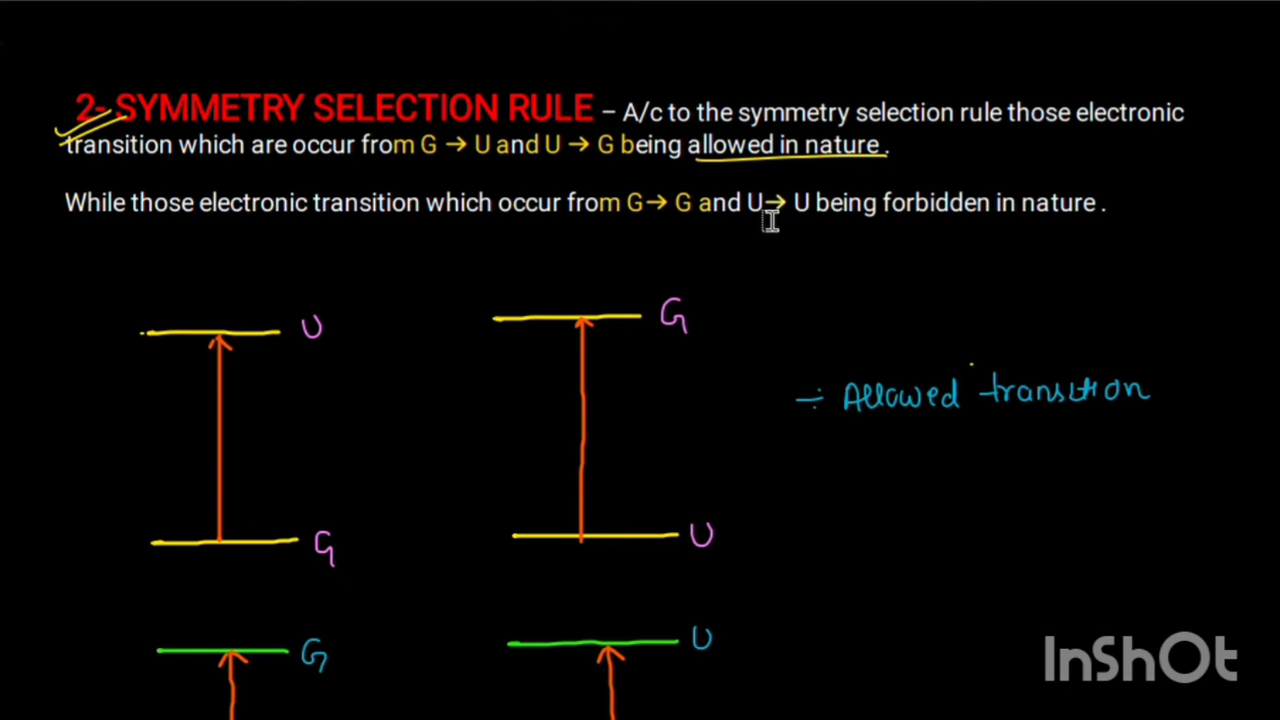 2- SYMMETRY SELECTION RULE – A/c to the symmetry selection rule those electronic
transition which are occur from G → U and U → G being allowed in nature .
While those electronic transition which occur from G→ G and U→ U being forbidden in nature .
U
G
Allowed transition
G
U
G
U
InShOt